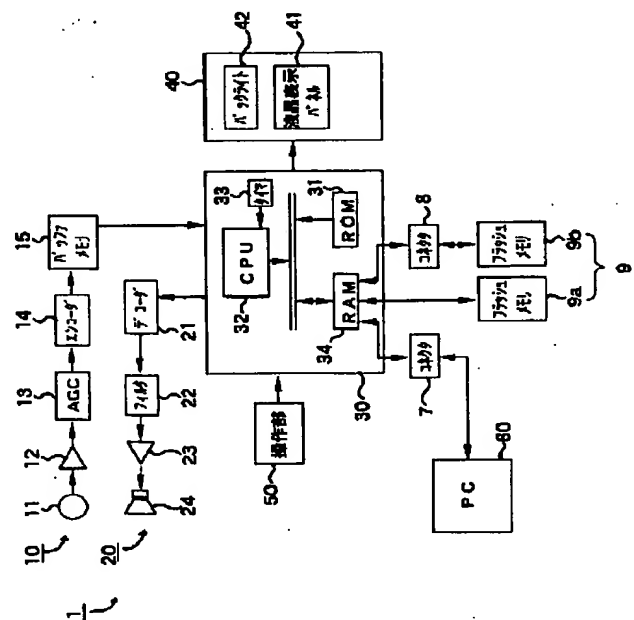 1
10
11
12
13
AGC
14
エンコーダ
15
バッファ
メモリ
20
21
デコーダ
22
フィルタ
23
24
30
CPU
32
33
タイマ
31
ROM
34
RAM
40
42
バックライト
41
液晶表示
パネル
50
操作部
7
コネクタ
8
コネクタ
60
PC
9a
フラッシュ
メモリ
9b
フラッシュ
メモリ
9